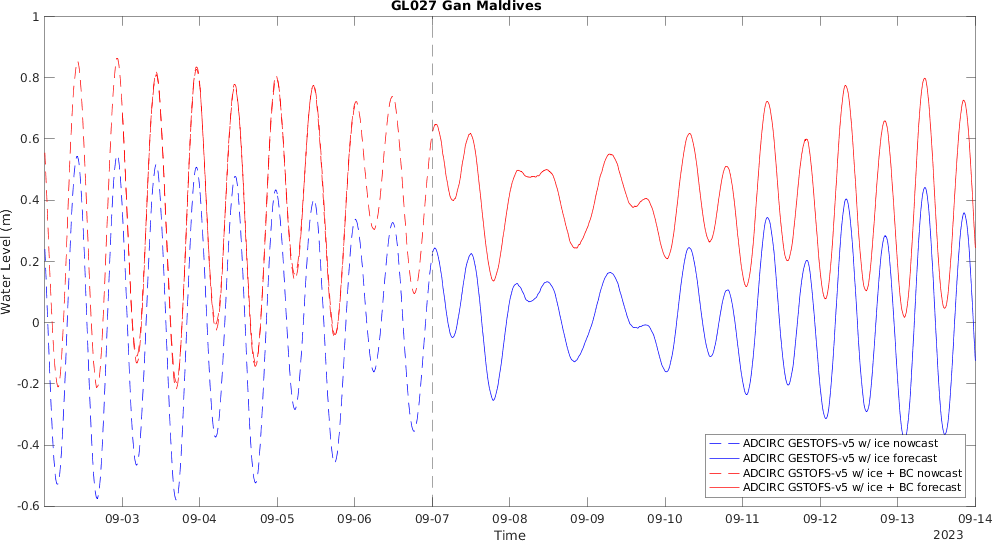 GL027 Gan Maldives
1
0.8
0.6
0.4
0.2
0
-0.2
-0.4
-0.6
Water Level (m)
ADCIRC GESTOFS-v5 w/ ice nowcast
ADCIRC GESTOFS-v5 w/ ice forecast
ADCIRC GSTOFS-v5 w/ ice + BC nowcast
ADCIRC GSTOFS-v5 w/ ice + BC forecast
09-03 09-04 09-05 09-06 09-07 09-08 09-09 09-10 09-11 09-12 09-13 09-14
Time
2023